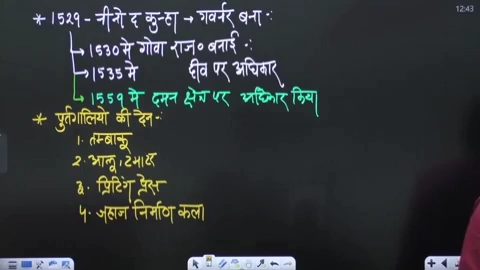 12:43
* 1529 - नीनो द कुन्हा → गवर्नर बना :
→ 1530 मे गोवा राज० बनाई :
→ 1535 मे दीव पर अधिकार
→ 1559 मे दमन क्षेत्र पर अधिकार किया
* पुर्तगालियो की देन :
1. तम्बाकू
2. आलू, टमाटर
3. प्रिटिंग प्रेस
4. जहाज निर्माण कला